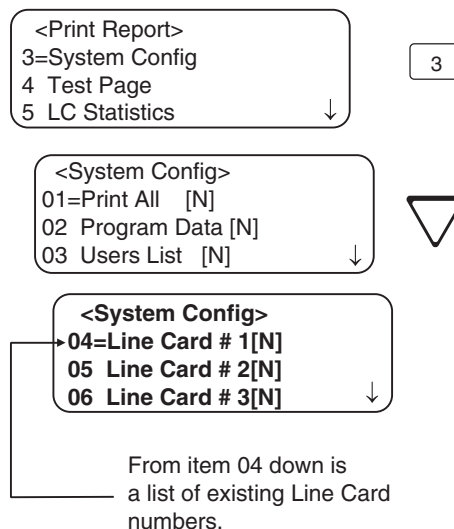 <Print Report>
3=System Config
4 Test Page
5 LC Statistics ↓
3
<System Config>
01=Print All [N]
02 Program Data [N]
03 Users List [N] ↓
<System Config>
04=Line Card # 1[N]
05 Line Card # 2[N]
06 Line Card # 3[N] ↓
From item 04 down is
a list of existing Line Card
numbers.